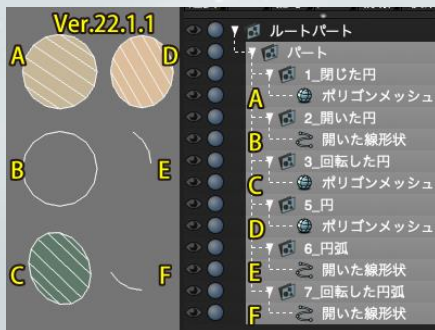 Ver.22.1.1
A
D
B
E
C
F
ルートパート
パート
1_閉じた円
A ポリゴンメッシュ
2_開いた円
B 開いた線形状
3_回転した円
C ポリゴンメッシュ
5_円
D ポリゴンメッシュ
6_円弧
E 開いた線形状
7_回転した円弧
F 開いた線形状